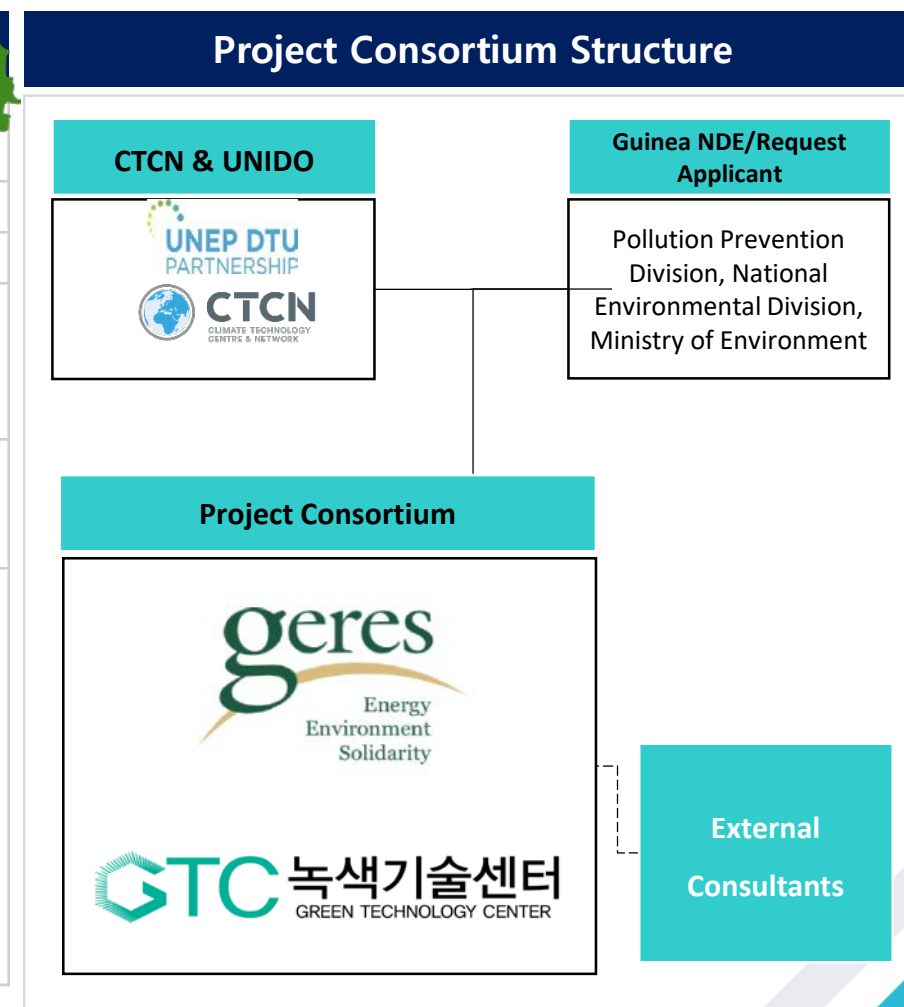 Project Consortium Structure
CTCN & UNIDO
UNEP DTU
PARTNERSHIP
CTCN
CLIMATE TECHNOLOGY
CENTRE & NETWORK
Guinea NDE/Request
Applicant
Pollution Prevention
Division, National
Environmental Division,
Ministry of Environment
Project Consortium
geres
Energy
Environment
Solidarity
GTC 녹색기술센터
GREEN TECHNOLOGY CENTER
External
Consultants